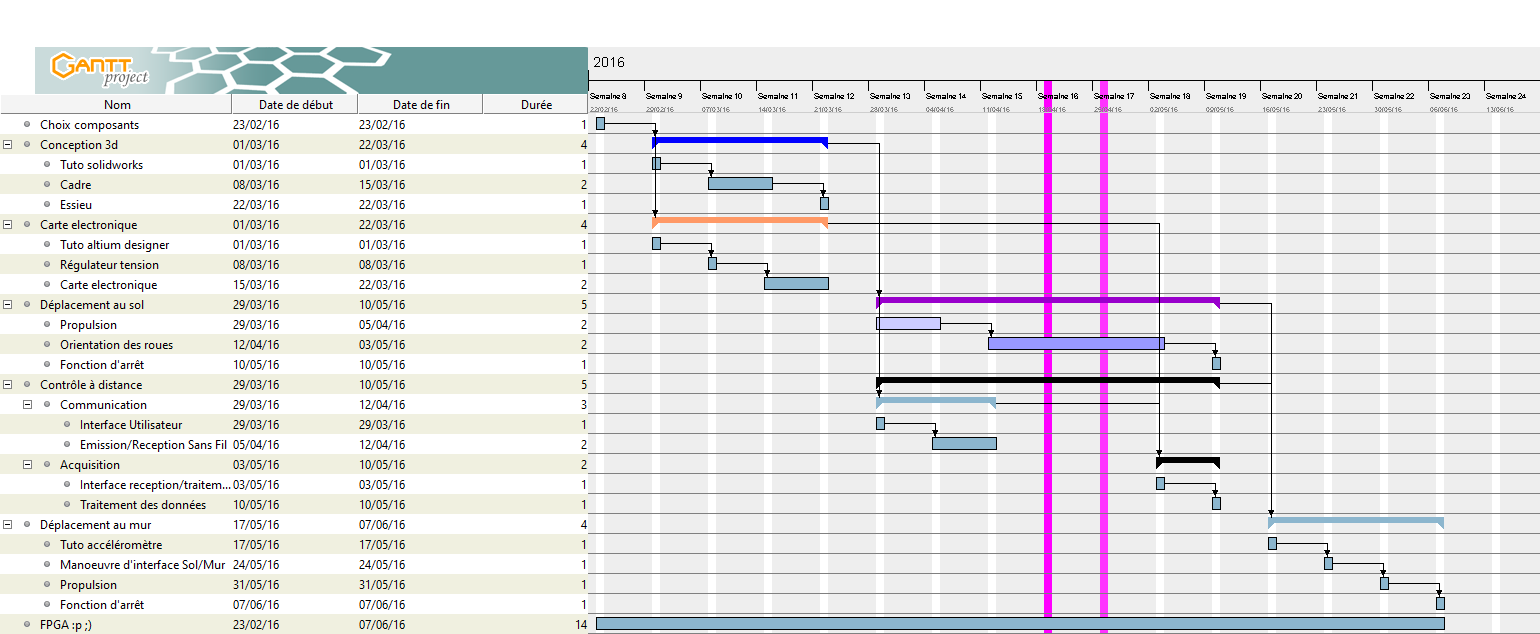 GANTT
project
2016
Nom Date de début Date de fin Durée
Semaine 8 Semaine 9 Semaine 10 Semaine 11 Semaine 12 Semaine 13 Semaine 14 Semaine 15 Semaine 16 Semaine 17 Semaine 18 Semaine 19 Semaine 20 Semaine 21 Semaine 22 Semaine 23 Semaine 24
22/02/16 29/02/16 07/03/16 14/03/16 21/03/16 28/03/16 04/04/16 11/04/16 02/05/16 09/05/16 16/05/16 23/05/16 30/05/16 06/06/16 13/06/16
Choix composants 23/02/16 23/02/16 1
Conception 3d 01/03/16 22/03/16 4
Tuto solidworks 01/03/16 01/03/16 1
Cadre 08/03/16 15/03/16 2
Essieu 22/03/16 22/03/16 1
Carte electronique 01/03/16 22/03/16 4
Tuto altium designer 01/03/16 01/03/16 1
Régulateur tension 08/03/16 08/03/16 1
Carte electronique 15/03/16 22/03/16 2
Déplacement au sol 29/03/16 10/05/16 5
Propulsion 29/03/16 05/04/16 2
Orientation des roues 12/04/16 03/05/16 2
Fonction d'arrêt 10/05/16 10/05/16 1
Contrôle à distance 29/03/16 10/05/16 5
Communication 29/03/16 12/04/16 3
Interface Utilisateur 29/03/16 29/03/16 1
Emission/Reception Sans Fil 05/04/16 12/04/16 2
Acquisition 03/05/16 10/05/16 2
Interface reception/traitem... 03/05/16 03/05/16 1
Traitement des données 10/05/16 10/05/16 1
Déplacement au mur 17/05/16 07/06/16 4
Tuto accéléromètre 17/05/16 17/05/16 1
Manoeuvre d'interface Sol/Mur 24/05/16 24/05/16 1
Propulsion 31/05/16 31/05/16 1
Fonction d'arrêt 07/06/16 07/06/16 1
FPGA :p ;) 23/02/16 07/06/16 14